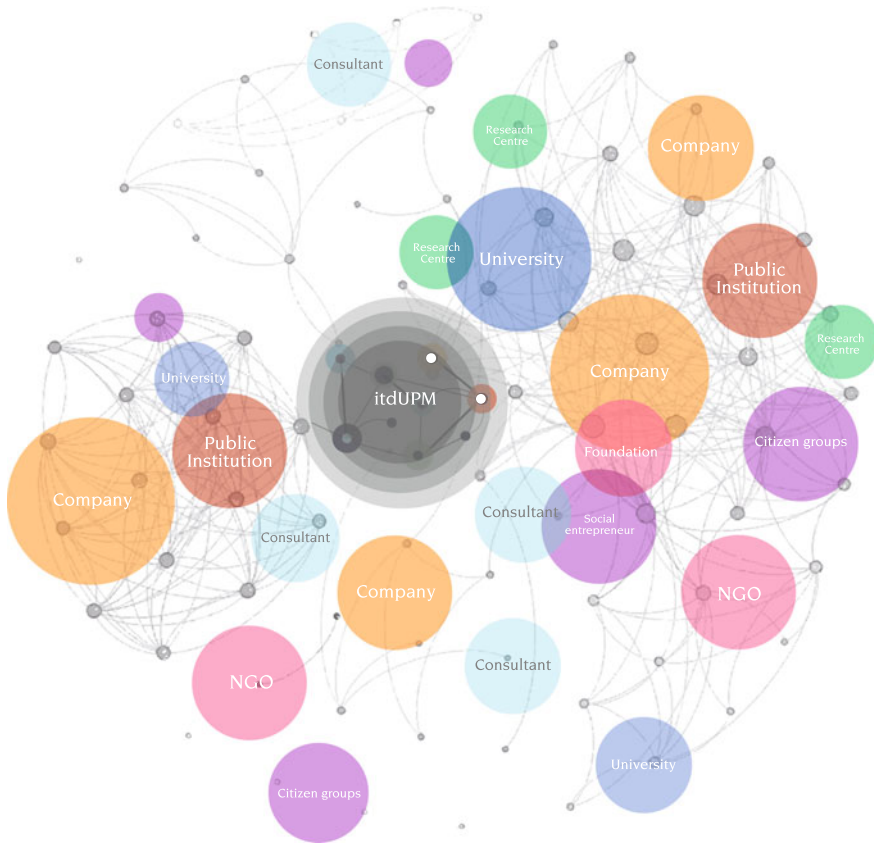 Consultant
Research
Centre
Company
Research
Centre
University
Public
Institution
Research
Centre
Company
University
itdUPM
Public
Institution
Foundation
Citizen groups
Company
Consultant
Social
entrepreneur
Consultant
Company
NGO
Consultant
NGO
University
Citizen groups